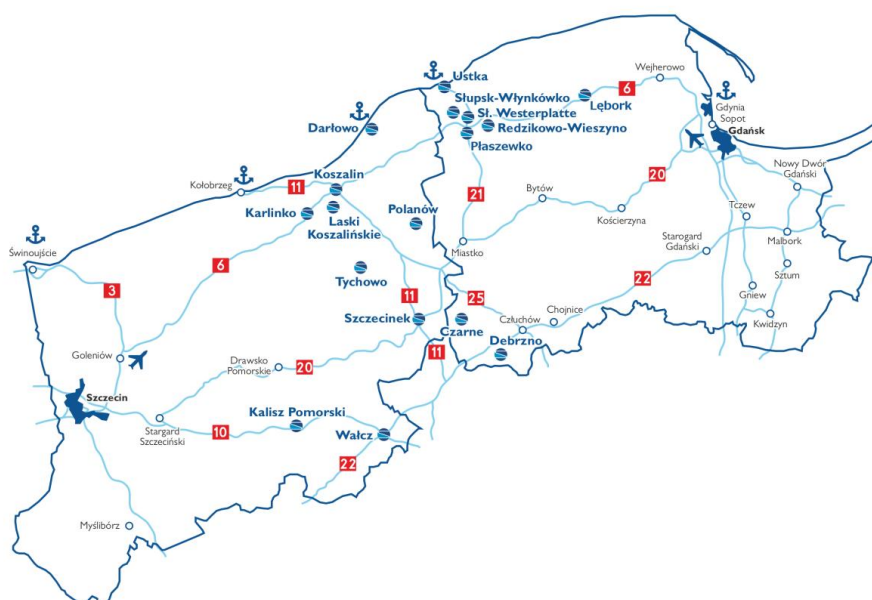 Wejherowo
Ustka
6
Słupsk-Włynkówko
Lębork
Gdynia
Sł. Westerplatte
Sopot
Darłowo
Redzikowo-Wieszyno
Gdańsk
Płaszewko
Nowy Dwór
Gdański
20
Koszalin
Kołobrzeg
11
21
Bytów
Karlinko
Laski
Koszalińskie
Polanów
Kościerzyna
Tczew
Miastko
Starogard
Gdański
Malbork
Świnoujście
6
Tychowo
Sztum
3
11
25
22
Gniew
Szczecinek
Czarne
Człuchów
Chojnice
Kwidzyn
Debrzno
11
Goleniów
Drawsko
Pomorskie
20
Szczecin
Kalisz Pomorski
Stargard
Szczeciński
10
Wałcz
22
Myślibórz